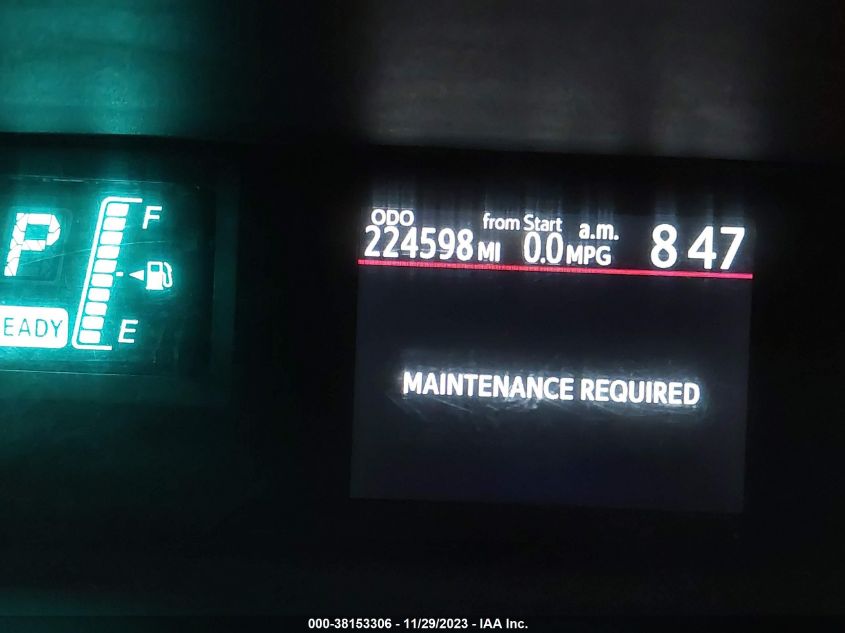 P
F
E
EADY
ODO
224598 MI
from Start
0.0 MPG
a.m.
8 47
MAINTENANCE REQUIRED
000-38153306 - 11/29/2023 - IAA Inc.